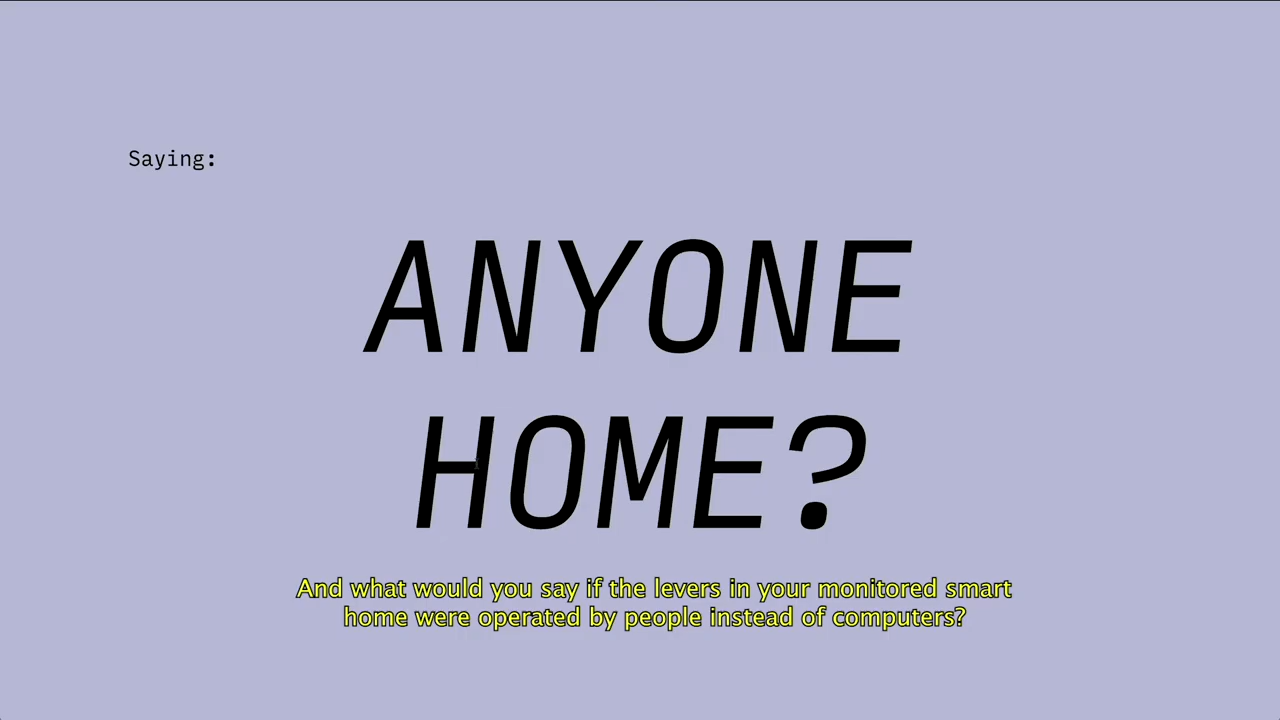 Saying:
ANYONE
HOME?
And what would you say if the levers in your monitored smart
home were operated by people instead of computers?